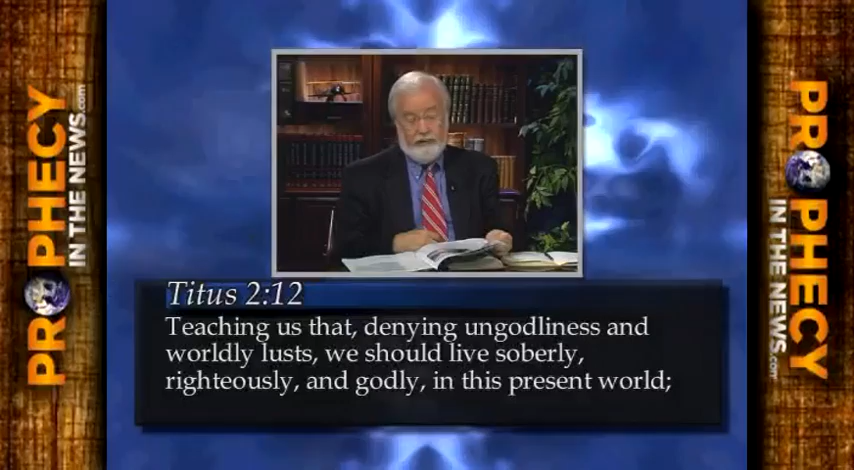 PROPHECY
IN THE NEWS.com
Titus 2:12
Teaching us that, denying ungodliness and
worldly lusts, we should live soberly,
righteously, and godly, in this present world;
PROPHECY
IN THE NEWS.com